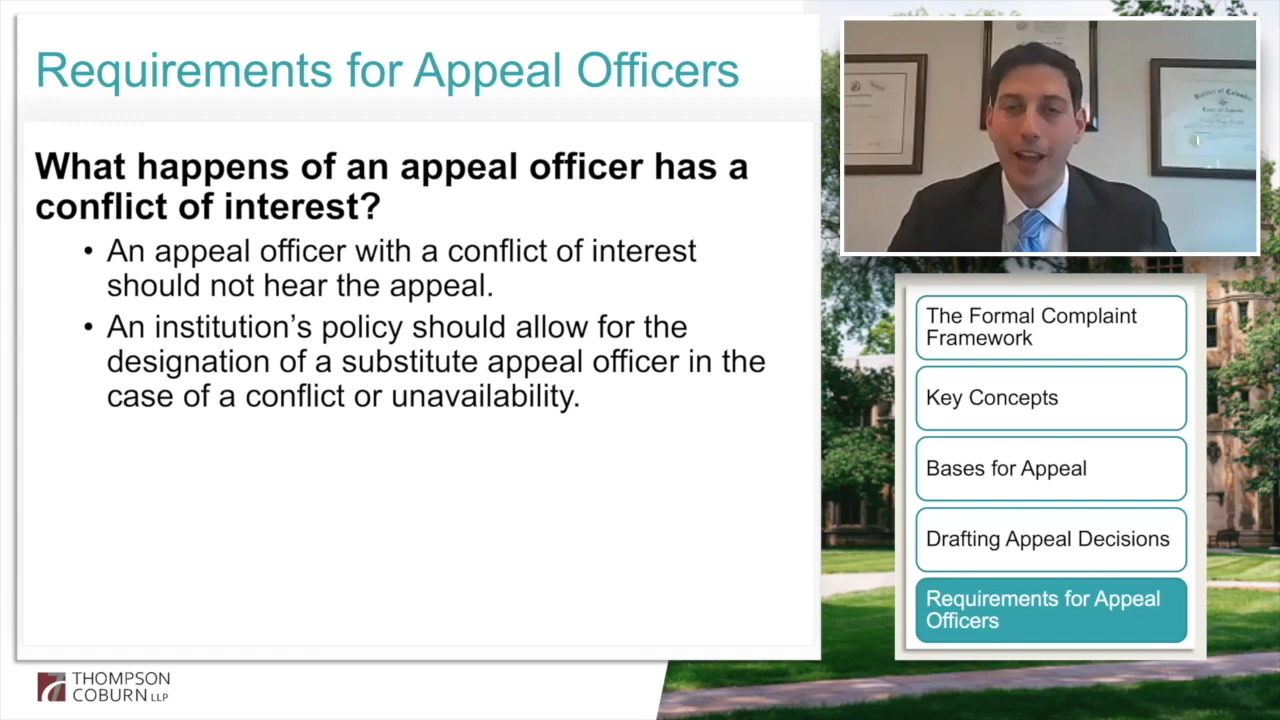 Requirements for Appeal Officers
What happens of an appeal officer has a
conflict of interest?
• An appeal officer with a conflict of interest
should not hear the appeal.
• An institution’s policy should allow for the
designation of a substitute appeal officer in the
case of a conflict or unavailability.
The Formal Complaint
Framework
Key Concepts
Bases for Appeal
Drafting Appeal Decisions
Requirements for Appeal
Officers
THOMPSON
COBURN LLP